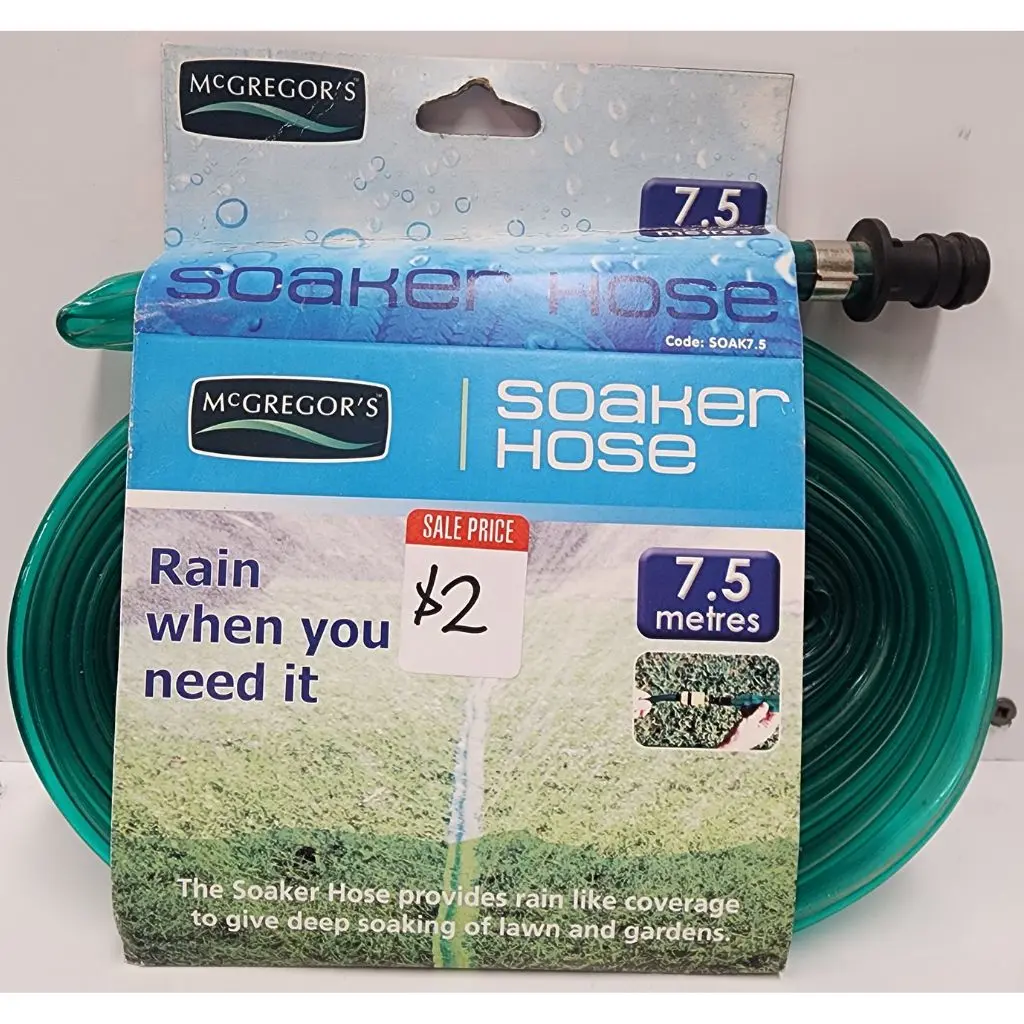 McGREGOR'S™
7.5
metres
soaker hose
Code: SOAK7.5
McGREGOR'S™
soaker
hose
SALE PRICE
$2
Rain
when you
need it
7.5
metres
The Soaker Hose provides rain like coverage
to give deep soaking of lawn and gardens.